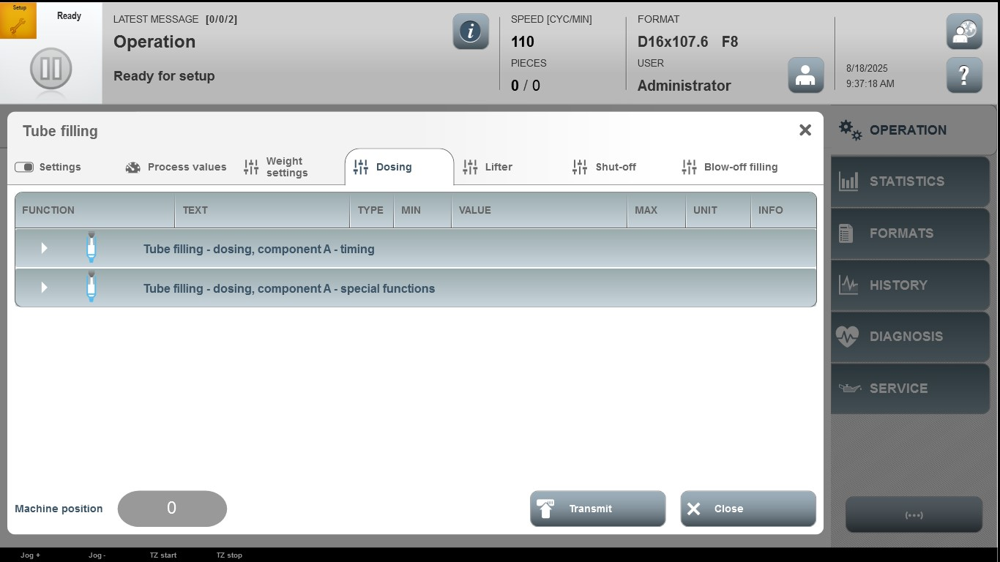 Setup
Ready
LATEST MESSAGE [0/0/2]
Operation
Ready for setup
SPEED [CYC/MIN]
110
PIECES
0 / 0
FORMAT
D16x107.6 F8
USER
Administrator
8/18/2025
9:37:18 AM
?
Tube filling
Settings
Process values
Weight
settings
Dosing
Lifter
Shut-off
Blow-off filling
FUNCTION TEXT TYPE MIN VALUE MAX UNIT INFO
Tube filling - dosing, component A - timing
Tube filling - dosing, component A - special functions
Machine position 0
Transmit
Close
OPERATION
STATISTICS
FORMATS
HISTORY
DIAGNOSIS
SERVICE
(•••)
Jog + Jog - TZ start TZ stop